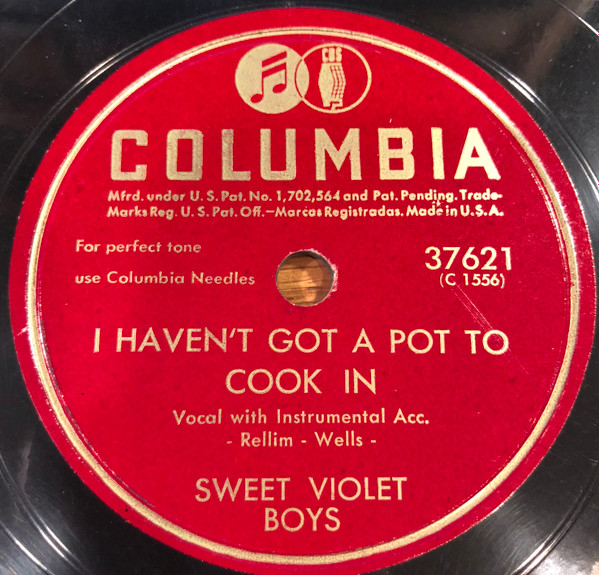 CBS
COLUMBIA
Mfrd. under U.S. Pat. No. 1,702,564 and Pat. Pending. Trade-
Marks Reg. U.S. Pat. Off.—Marcas Registradas. Made in U.S.A.
For perfect tone
use Columbia Needles
37621
(C 1556)
I HAVEN'T GOT A POT TO
COOK IN
Vocal with Instrumental Acc.
- Rellim - Wells -
SWEET VIOLET
BOYS